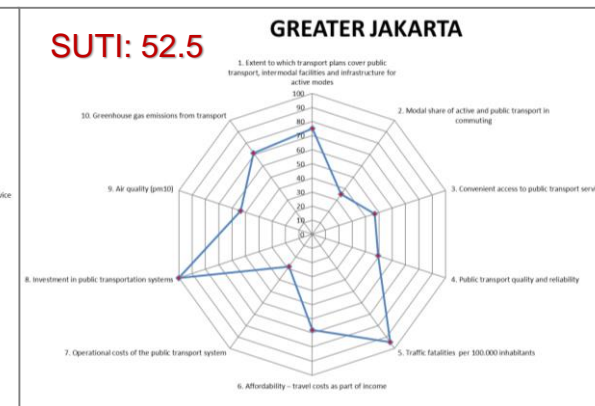 GREATER JAKARTA
SUTI: 52.5
1. Extent to which transport plans cover public
transport, intermodal facilities and infrastructure for
active modes
100
90
80
70
60
50
40
30
20
10
0
2. Modal share of active and public transport in
commuting
3. Convenient access to public transport servi
4. Public transport quality and reliability
5. Traffic fatalities per 100.000 inhabitants
6. Affordability – travel costs as part of income
7. Operational costs of the public transport system
8. Investment in public transportation systems
9. Air quality (pm10)
10. Greenhouse gas emissions from transport
vice